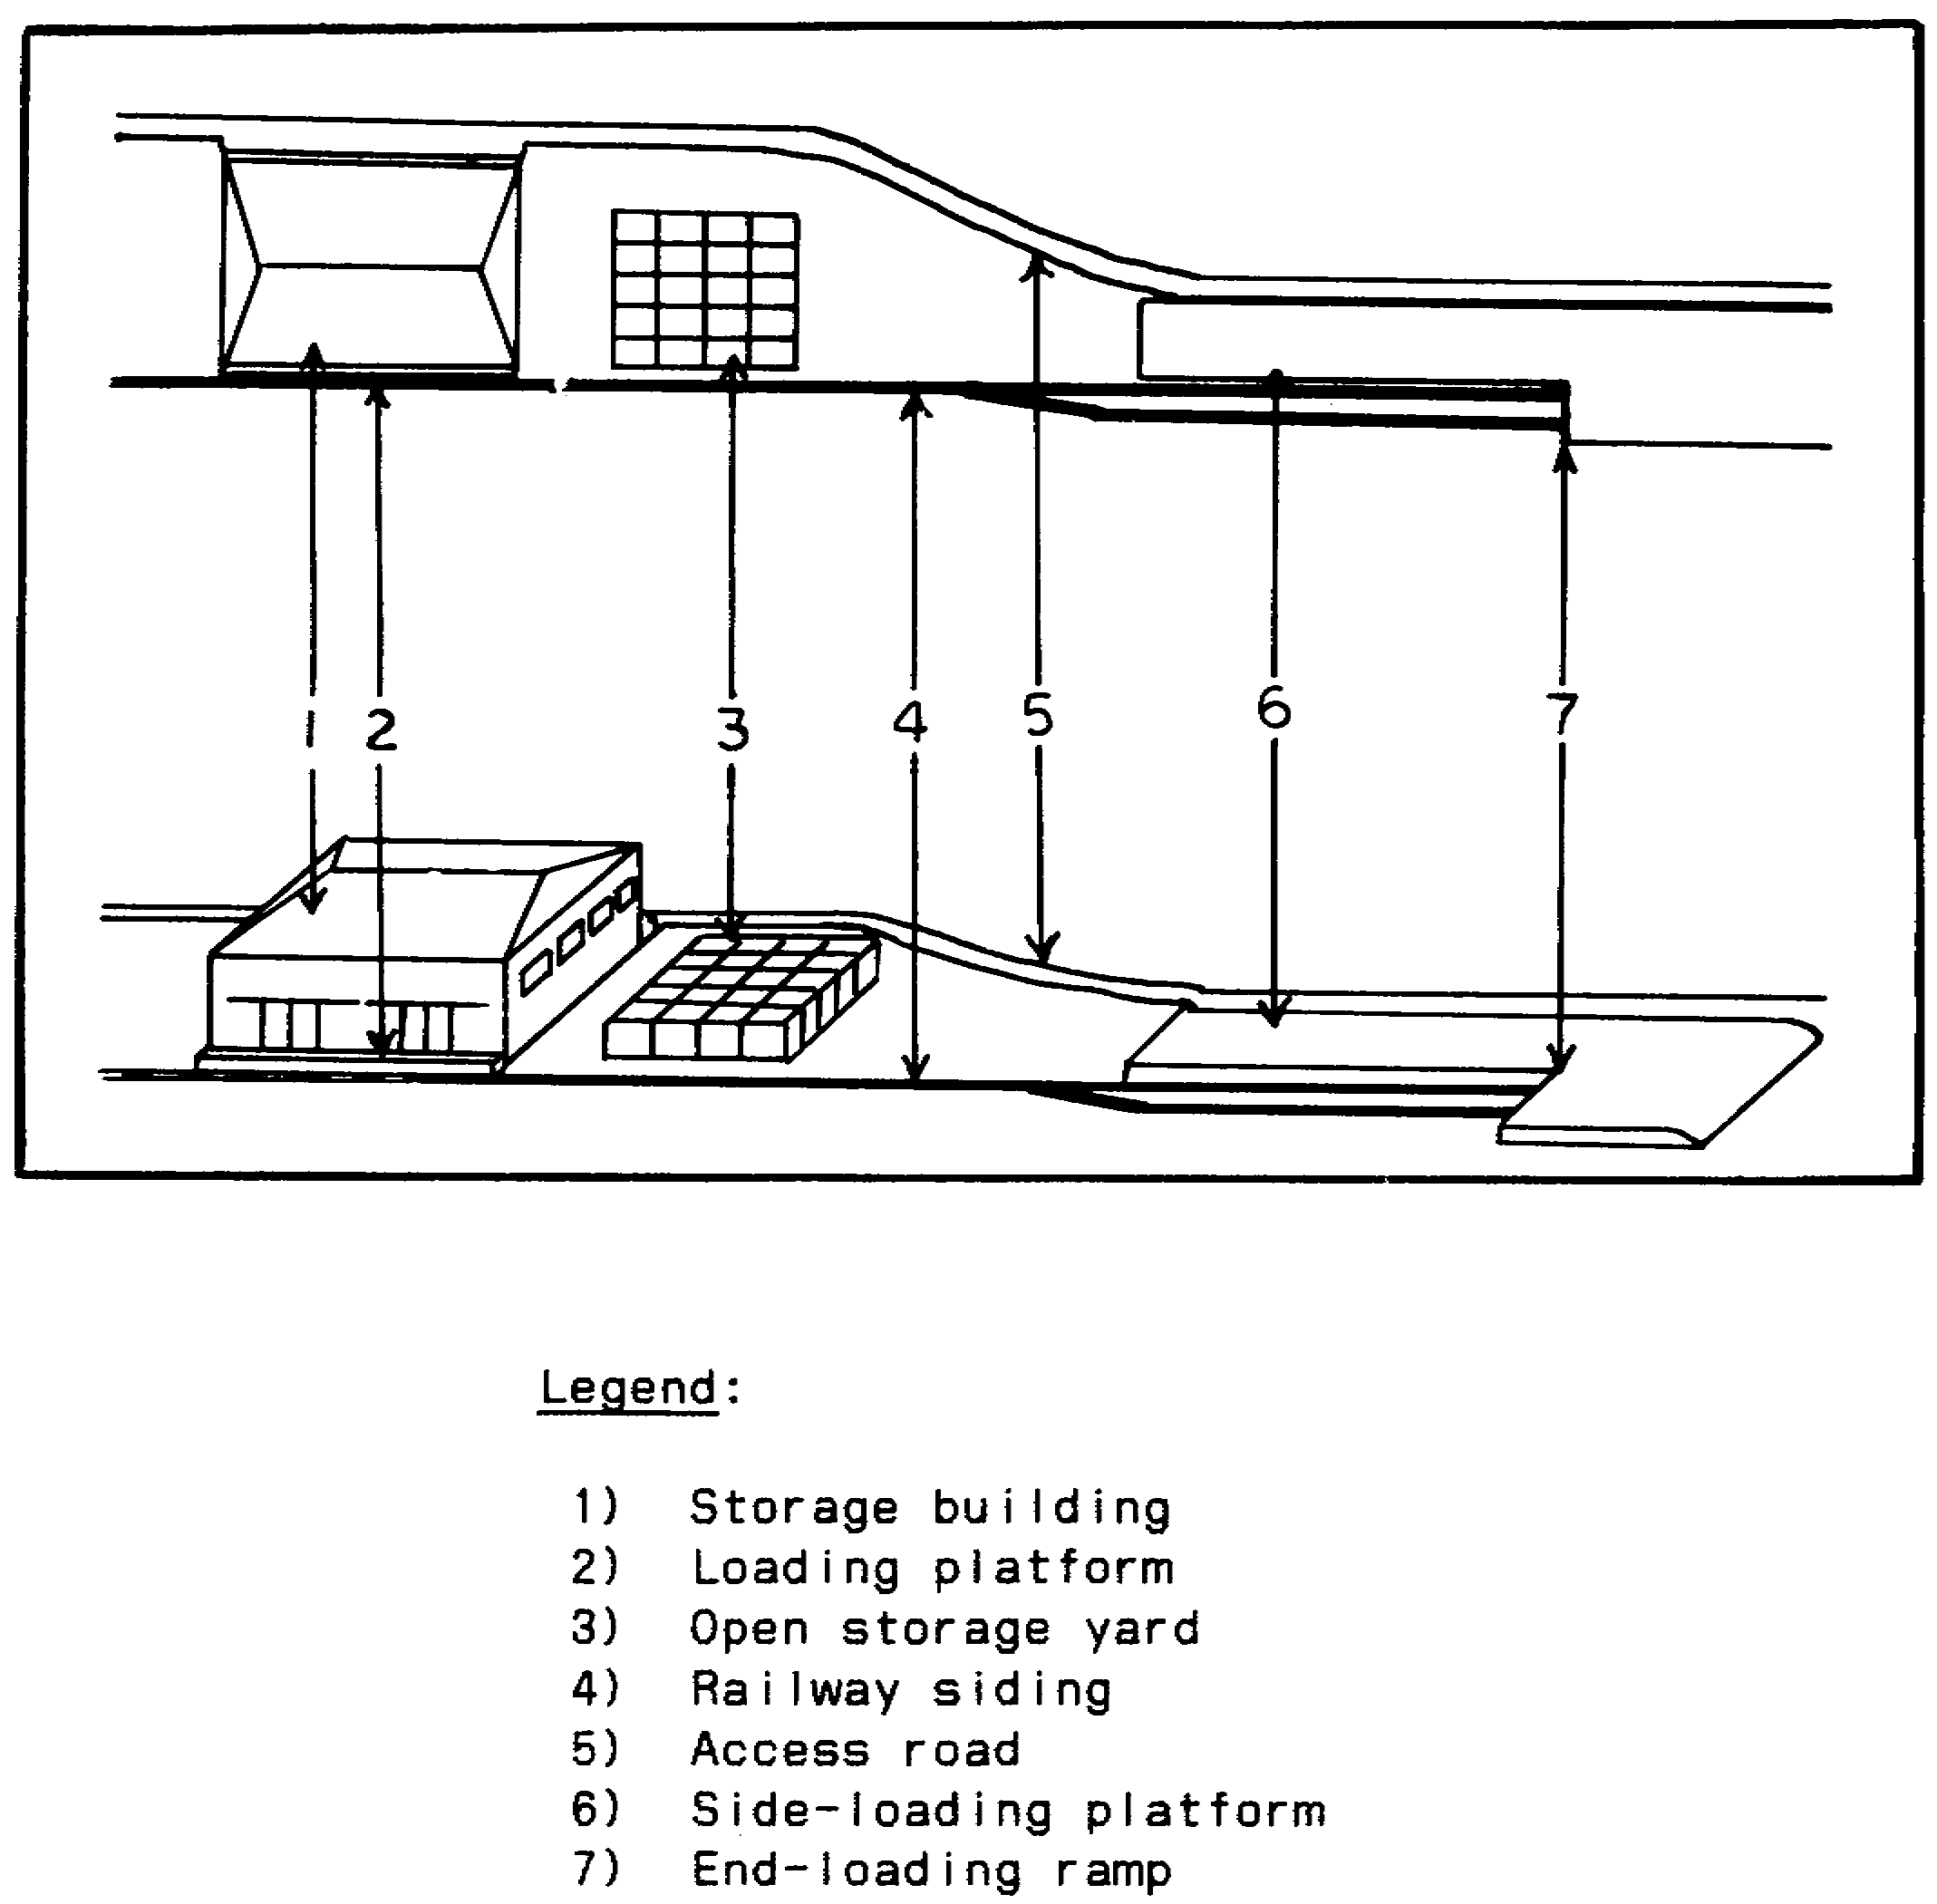 1 2 3 4 5 6 7
Legend:
1) Storage building
2) Loading platform
3) Open storage yard
4) Railway siding
5) Access road
6) Side-loading platform
7) End-loading ramp